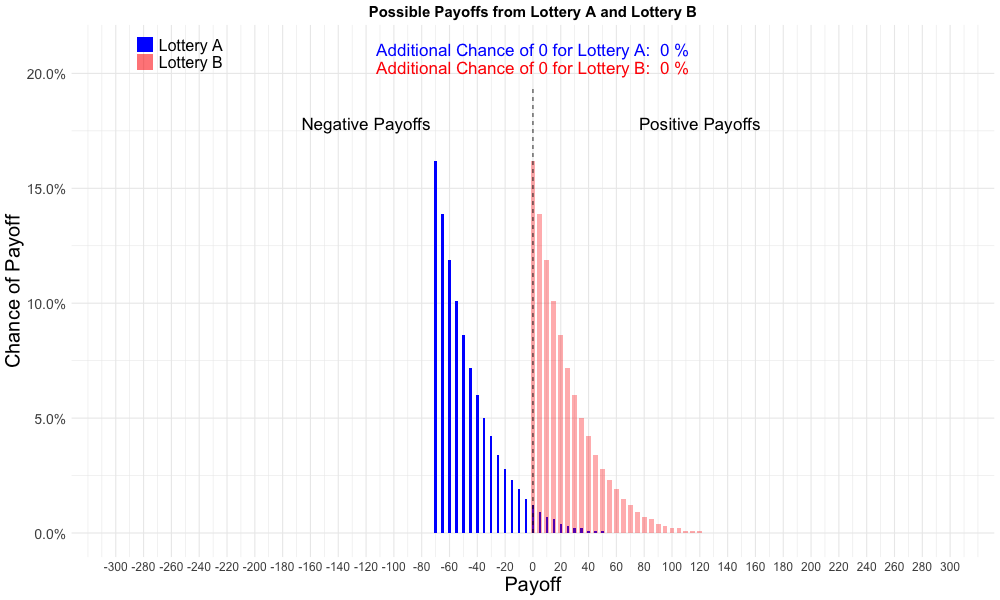 Possible Payoffs from Lottery A and Lottery B
Lottery A
Lottery B
Additional Chance of 0 for Lottery A:  0 %
Additional Chance of 0 for Lottery B:  0 %
Negative Payoffs
Positive Payoffs
Chance of Payoff
20.0%
15.0%
10.0%
5.0%
0.0%
-300 -280 -260 -240 -220 -200 -180 -160 -140 -120 -100 -80 -60 -40 -20 0 20 40 60 80 100 120 140 160 180 200 220 240 260 280 300
Payoff